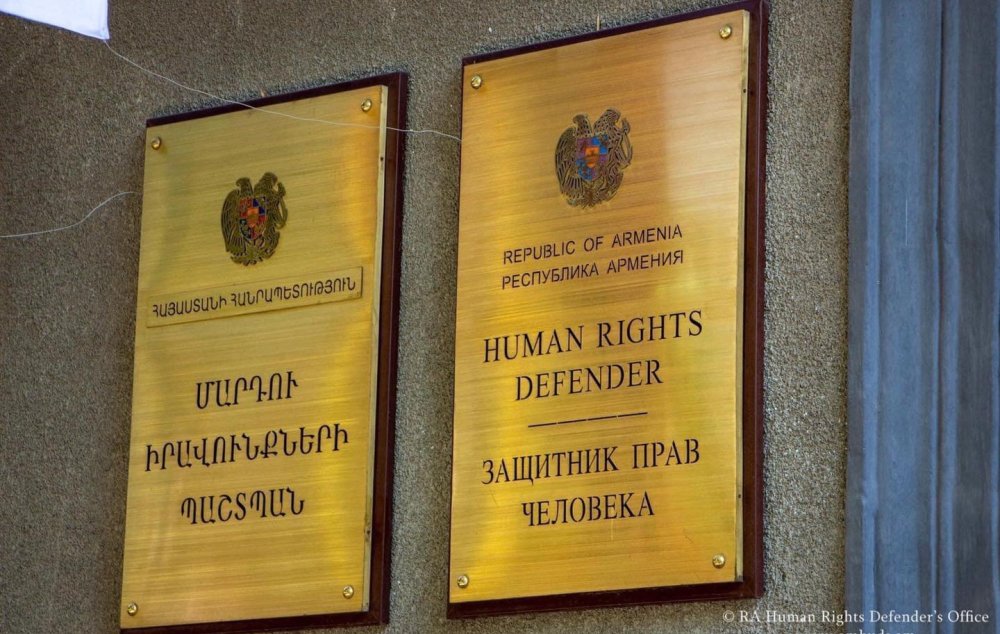 ՀԱՅԱՍՏԱՆԻ ՀԱՆՐԱՊԵՏՈՒԹՅՈՒՆ
ՄԱՐԴՈՒ
ԻՐԱՎՈՒՆՔՆԵՐԻ
ՊԱՇՏՊԱՆ
REPUBLIC OF ARMENIA
РЕСПУБЛИКА АРМЕНИЯ
HUMAN RIGHTS
DEFENDER
ЗАЩИТНИК ПРАВ
ЧЕЛОВЕКА
© RA Human Rights Defender's Office